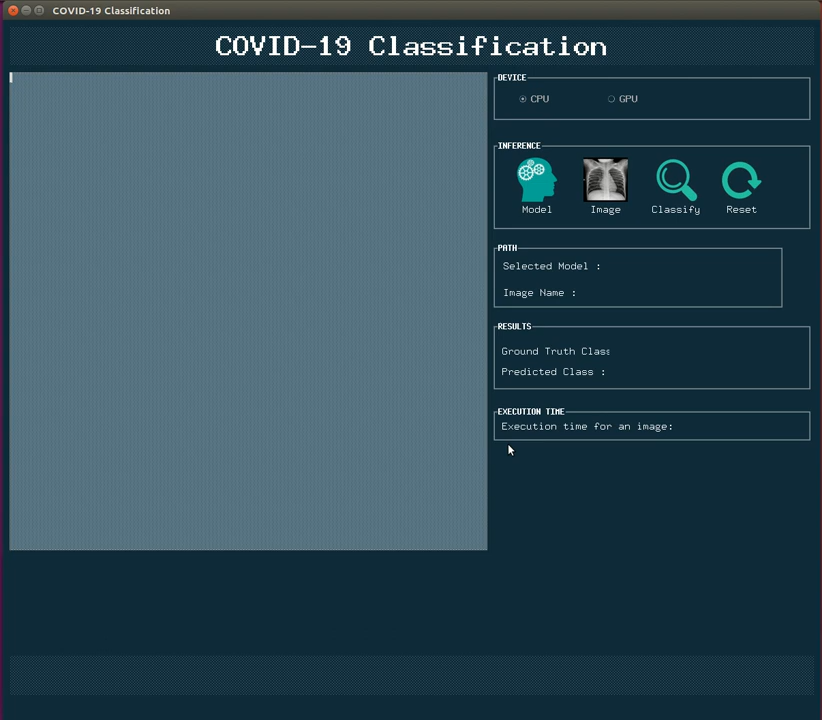 COVID-19 Classification
COVID-19 Classification
DEVICE
CPU GPU
INFERENCE
Model Image Classify Reset
PATH
Selected Model :
Image Name :
RESULTS
Ground Truth Class
Predicted Class :
EXECUTION TIME
Execution time for an image: